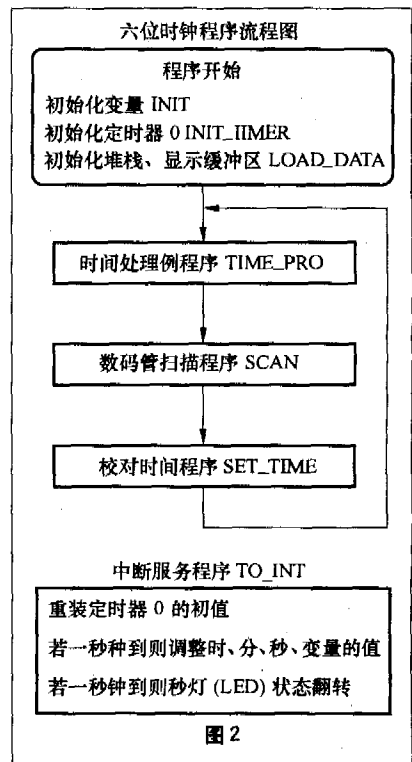 六位时钟程序流程图
程序开始
初始化变量 INIT
初始化定时器 0 INIT_IIMER
初始化堆栈、显示缓冲区 LOAD_DATA
时间处理例程序 TIME_PRO
数码管扫描程序 SCAN
校对时间程序 SET_TIME
中断服务程序 TO_INT
重装定时器 0 的初值
若一秒种到则调整时、分、秒、变量的值
若一秒钟到则秒灯 (LED) 状态翻转
图 2